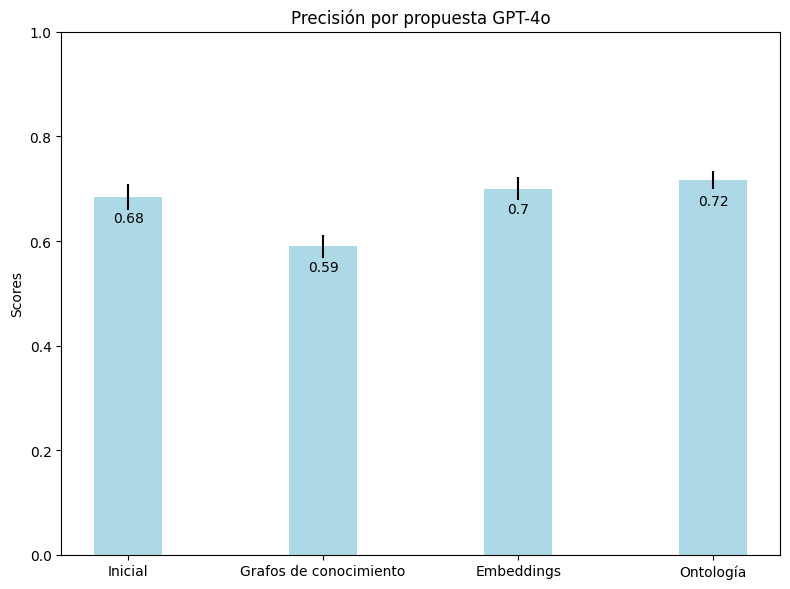 Precisión por propuesta GPT-4o
Scores
1.0
0.8
0.6
0.4
0.2
0.0
0.68
0.59
0.7
0.72
Inicial
Grafos de conocimiento
Embeddings
Ontología